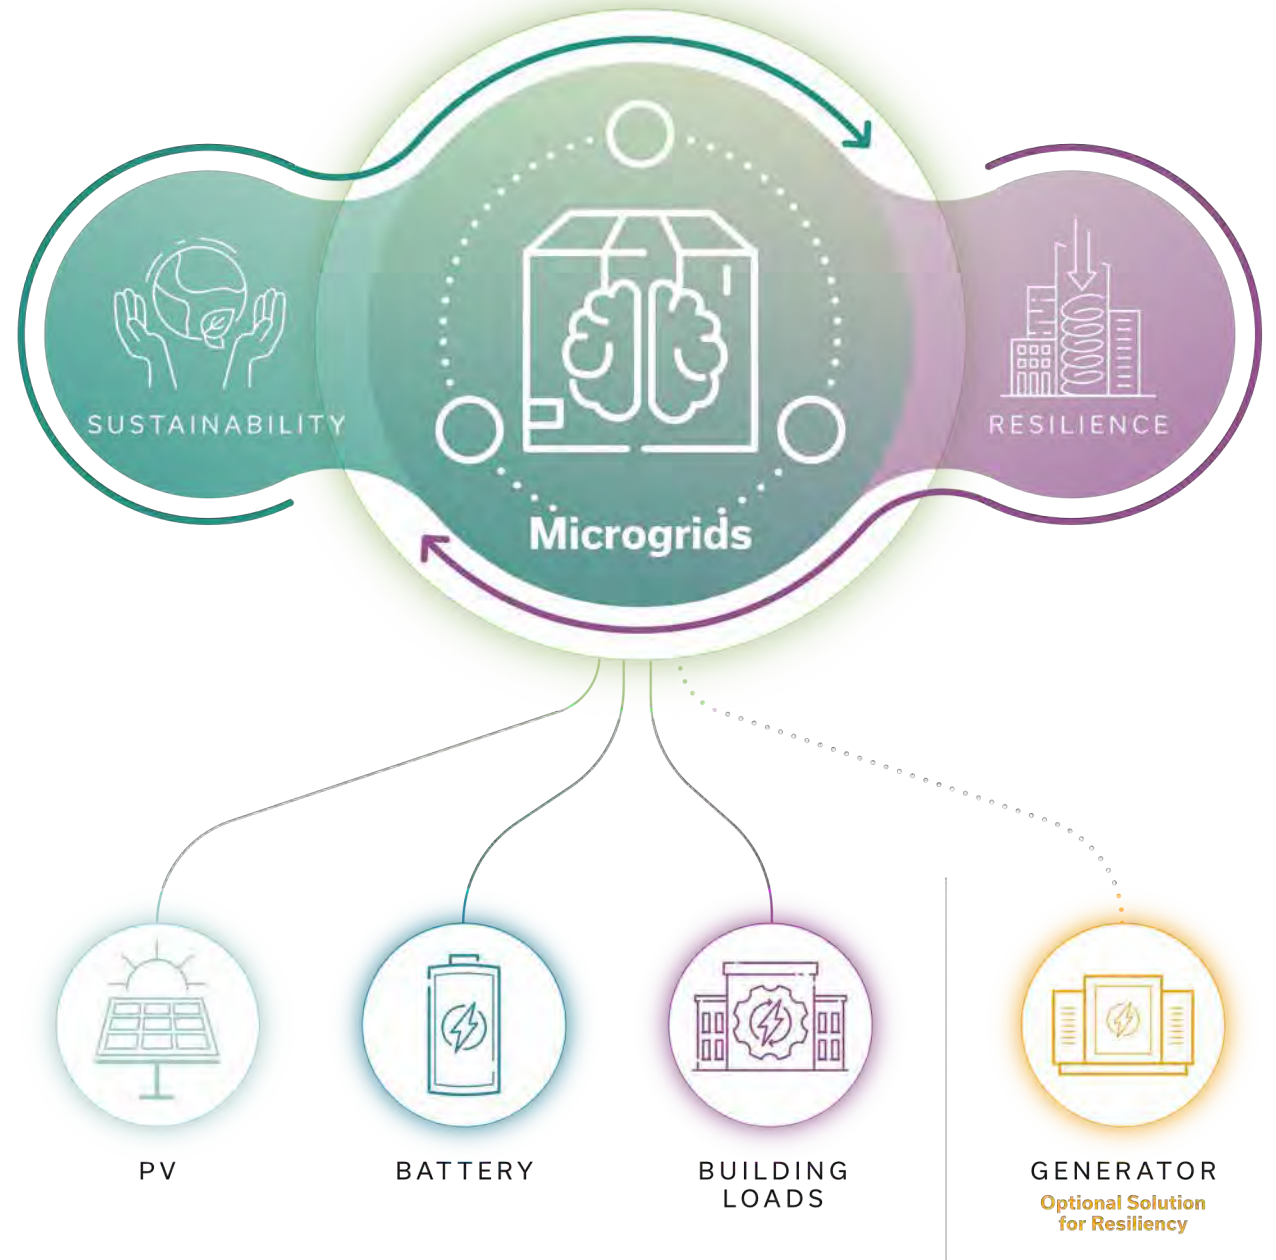 SUSTAINABILITY
RESILIENCE
Microgrids
PV
BATTERY
BUILDING
LOADS
GENERATOR
Optional Solution
for Resiliency